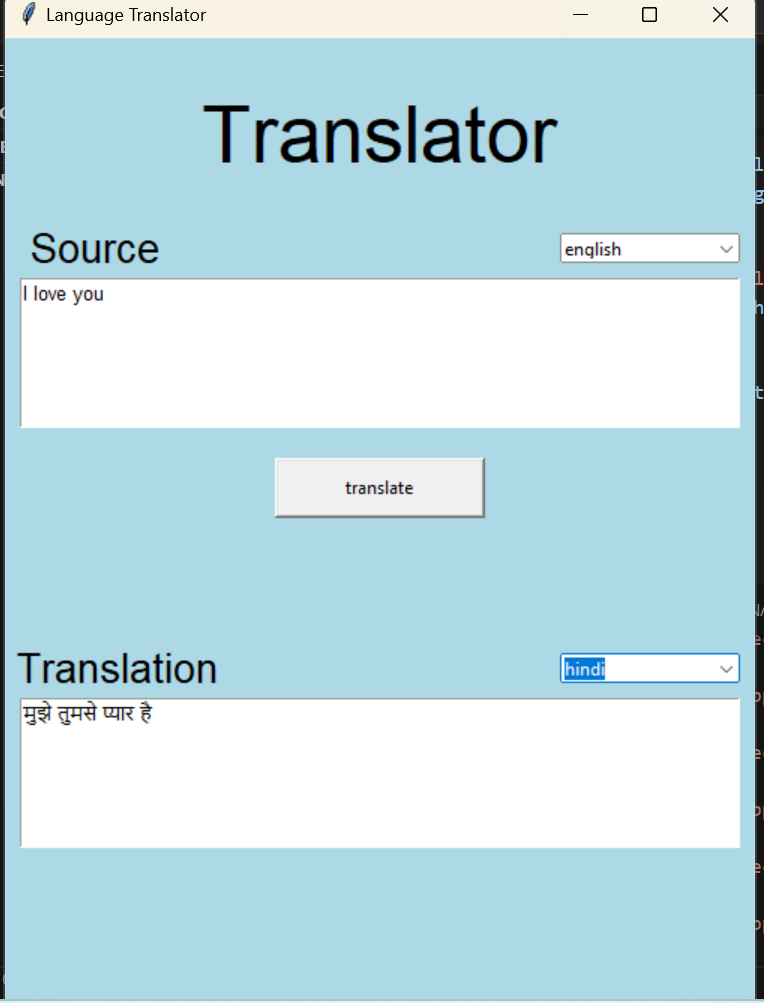 Language Translator
Translator
Source
english
I love you
translate
Translation
hindi
मुझे तुमसे प्यार है